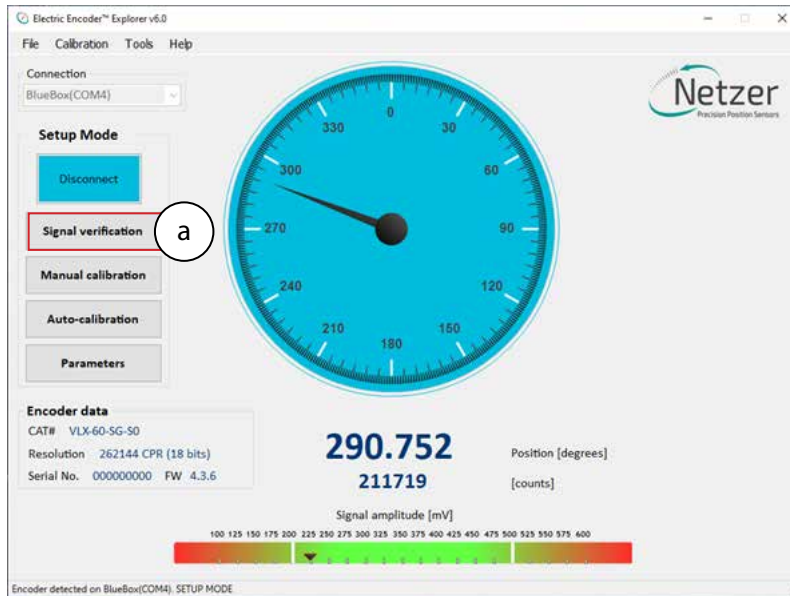 Electric Encoder™ Explorer v6.0
File Calibration Tools Help
Connection
BlueBox(COM4)
Netzer
Precision Position Sensors
Setup Mode
Disconnect
Signal verification
a
Manual calibration
Auto-calibration
Parameters
0
30
60
90
120
150
180
210
240
270
300
330
Encoder data
CAT# VLX-60-SG-S0
Resolution 262144 CPR (18 bits)
Serial No. 000000000 FW 4.3.6
290.752 Position [degrees]
211719 [counts]
Signal amplitude [mV]
100 125 150 175 200 225 250 275 300 325 350 375 400 425 450 475 500 525 550 575 600
Encoder detected on BlueBox(COM4). SETUP MODE